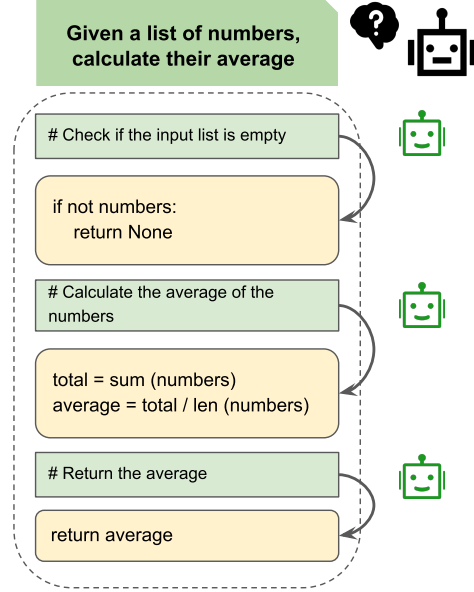 Given a list of numbers,
calculate their average
?
# Check if the input list is empty
if not numbers:
return None
# Calculate the average of the
numbers
total = sum (numbers)
average = total / len (numbers)
# Return the average
return average